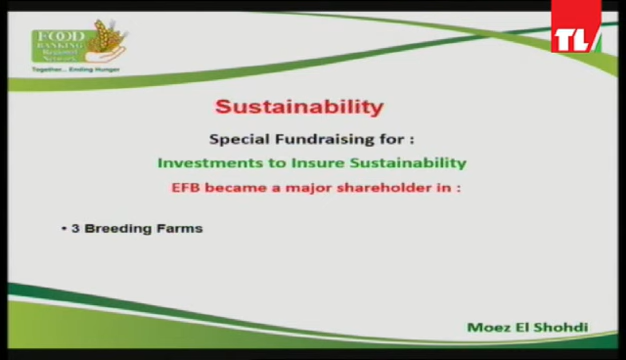 FOOD
BANKING
Regional
Network
Together... Ending Hunger
TL
Sustainability
Special Fundraising for :
Investments to Insure Sustainability
EFB became a major shareholder in :
• 3 Breeding Farms
Moez El Shohdi